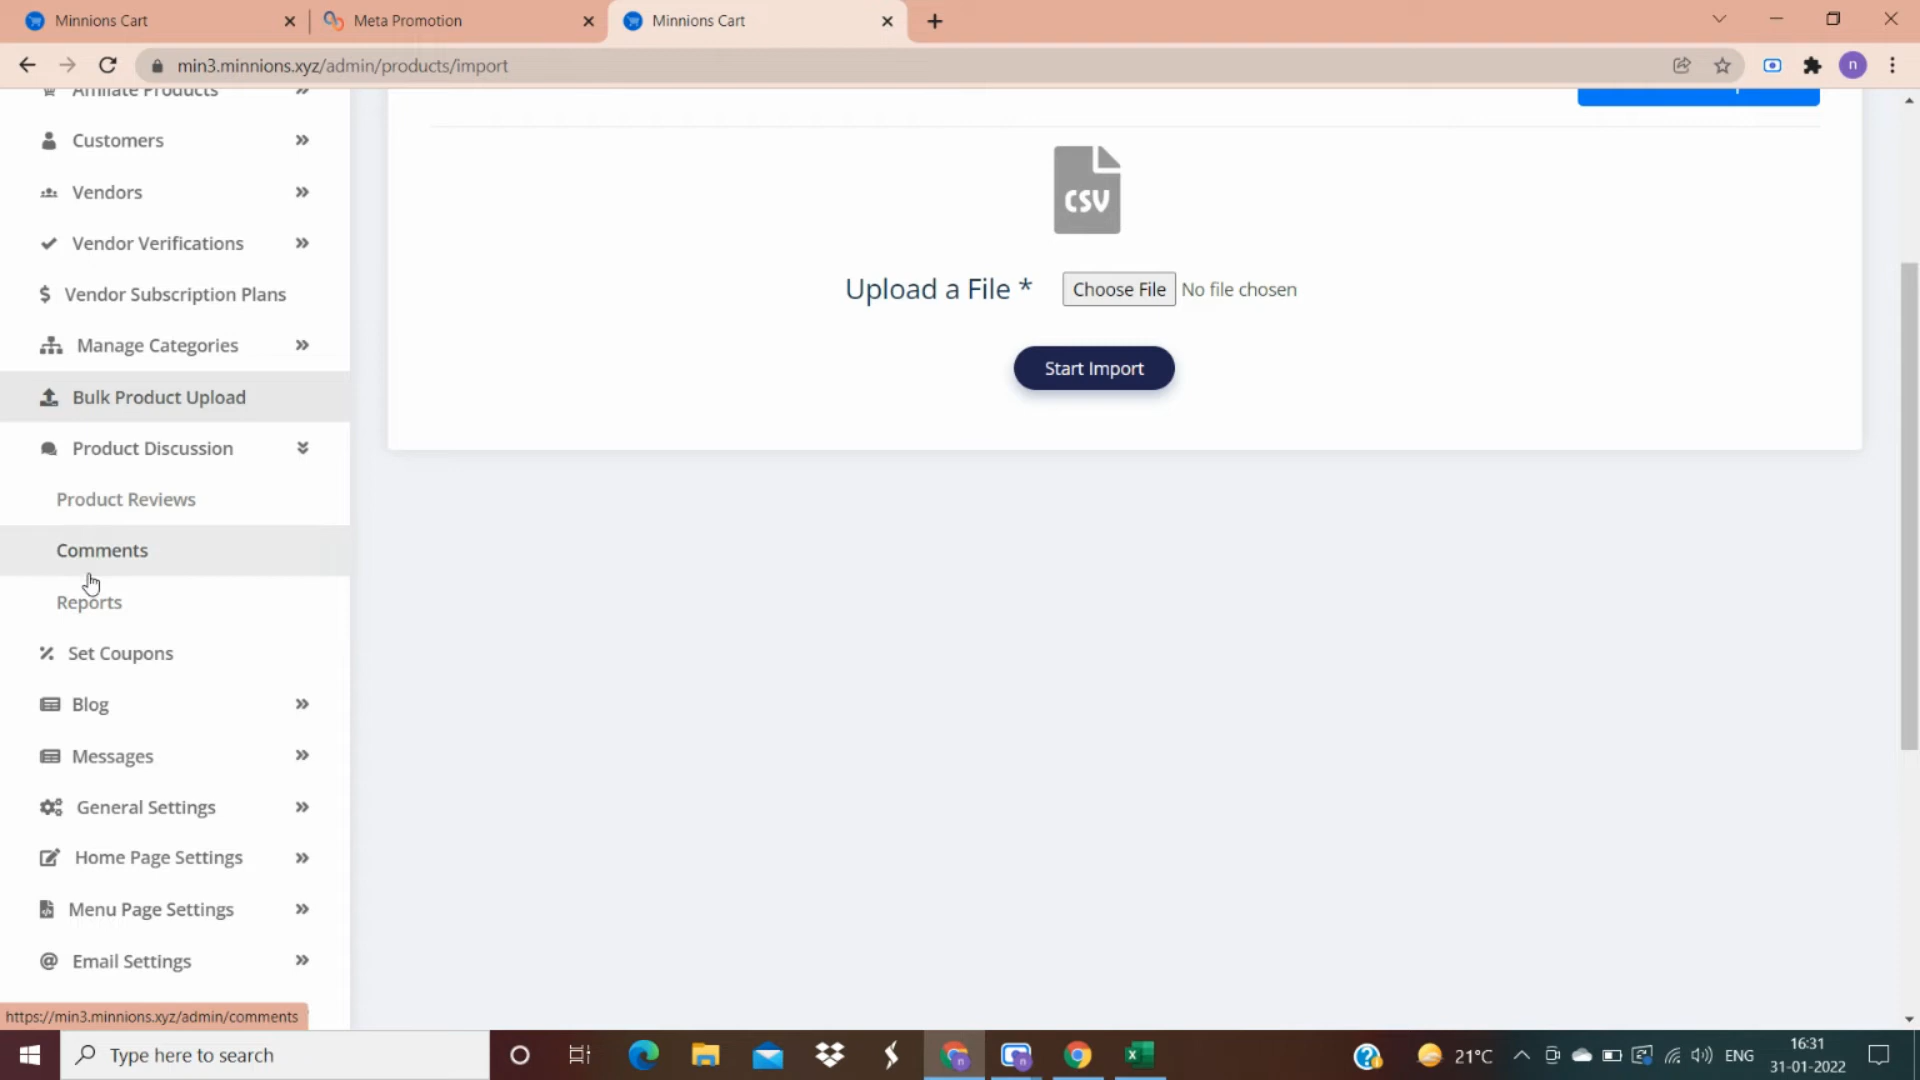 Minnions Cart
Meta Promotion
Minnions Cart
min3.minnions.xyz/admin/products/import
n
Affiliate Products
Customers
Vendors
Vendor Verifications
Vendor Subscription Plans
Manage Categories
Bulk Product Upload
Product Discussion
Product Reviews
Comments
Reports
Set Coupons
Blog
Messages
General Settings
Home Page Settings
Menu Page Settings
Email Settings
CSV
Upload a File * Choose File No file chosen
Start Import
https://min3.minnions.xyz/admin/comments
Type here to search
21°C
ENG
16:31
31-01-2022